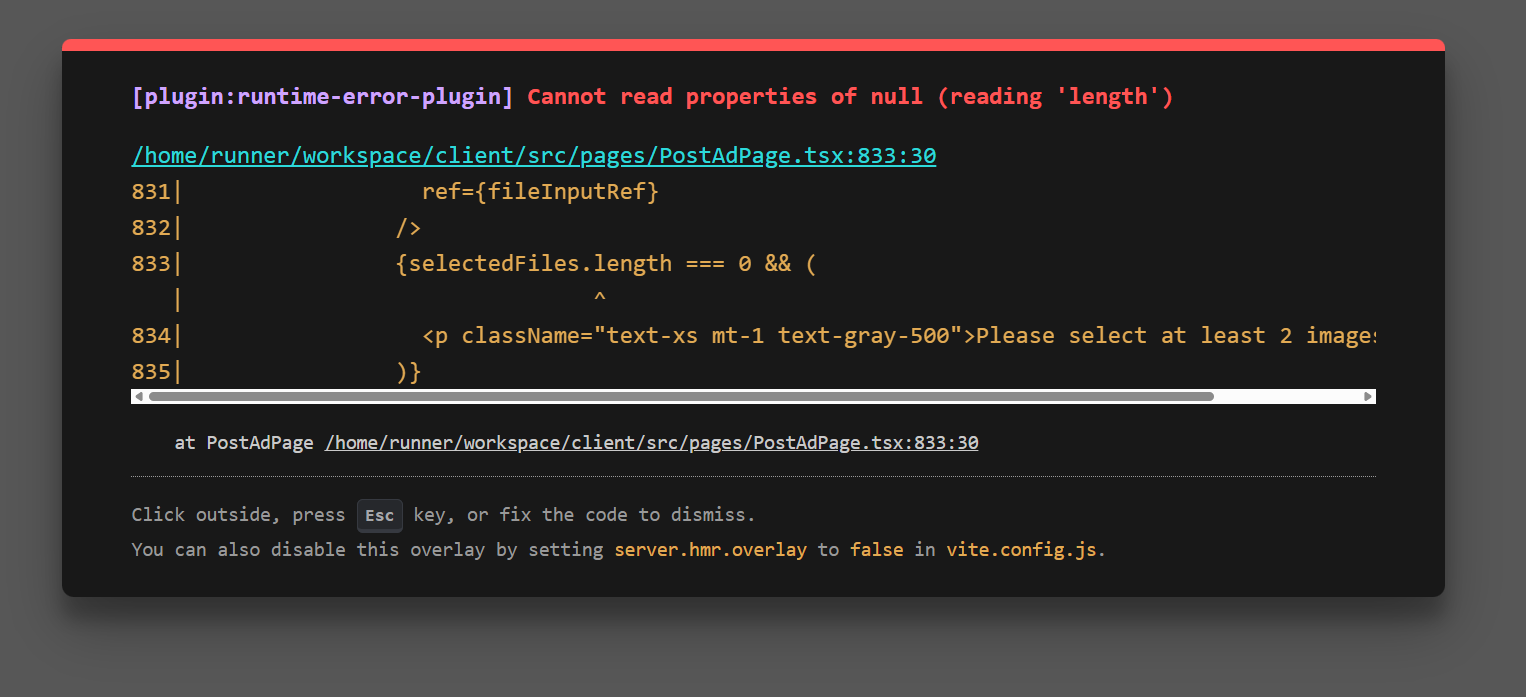 [plugin:runtime-error-plugin] Cannot read properties of null (reading 'length')
/home/runner/workspace/client/src/pages/PostAdPage.tsx:833:30
831|                  ref={fileInputRef}
832|                />
833|                {selectedFiles.length === 0 && (
   |                               ^
834|                  <p className="text-xs mt-1 text-gray-500">Please select at least 2 images
835|                )}
at PostAdPage /home/runner/workspace/client/src/pages/PostAdPage.tsx:833:30
Click outside, press Esc key, or fix the code to dismiss.
You can also disable this overlay by setting server.hmr.overlay to false in vite.config.js.